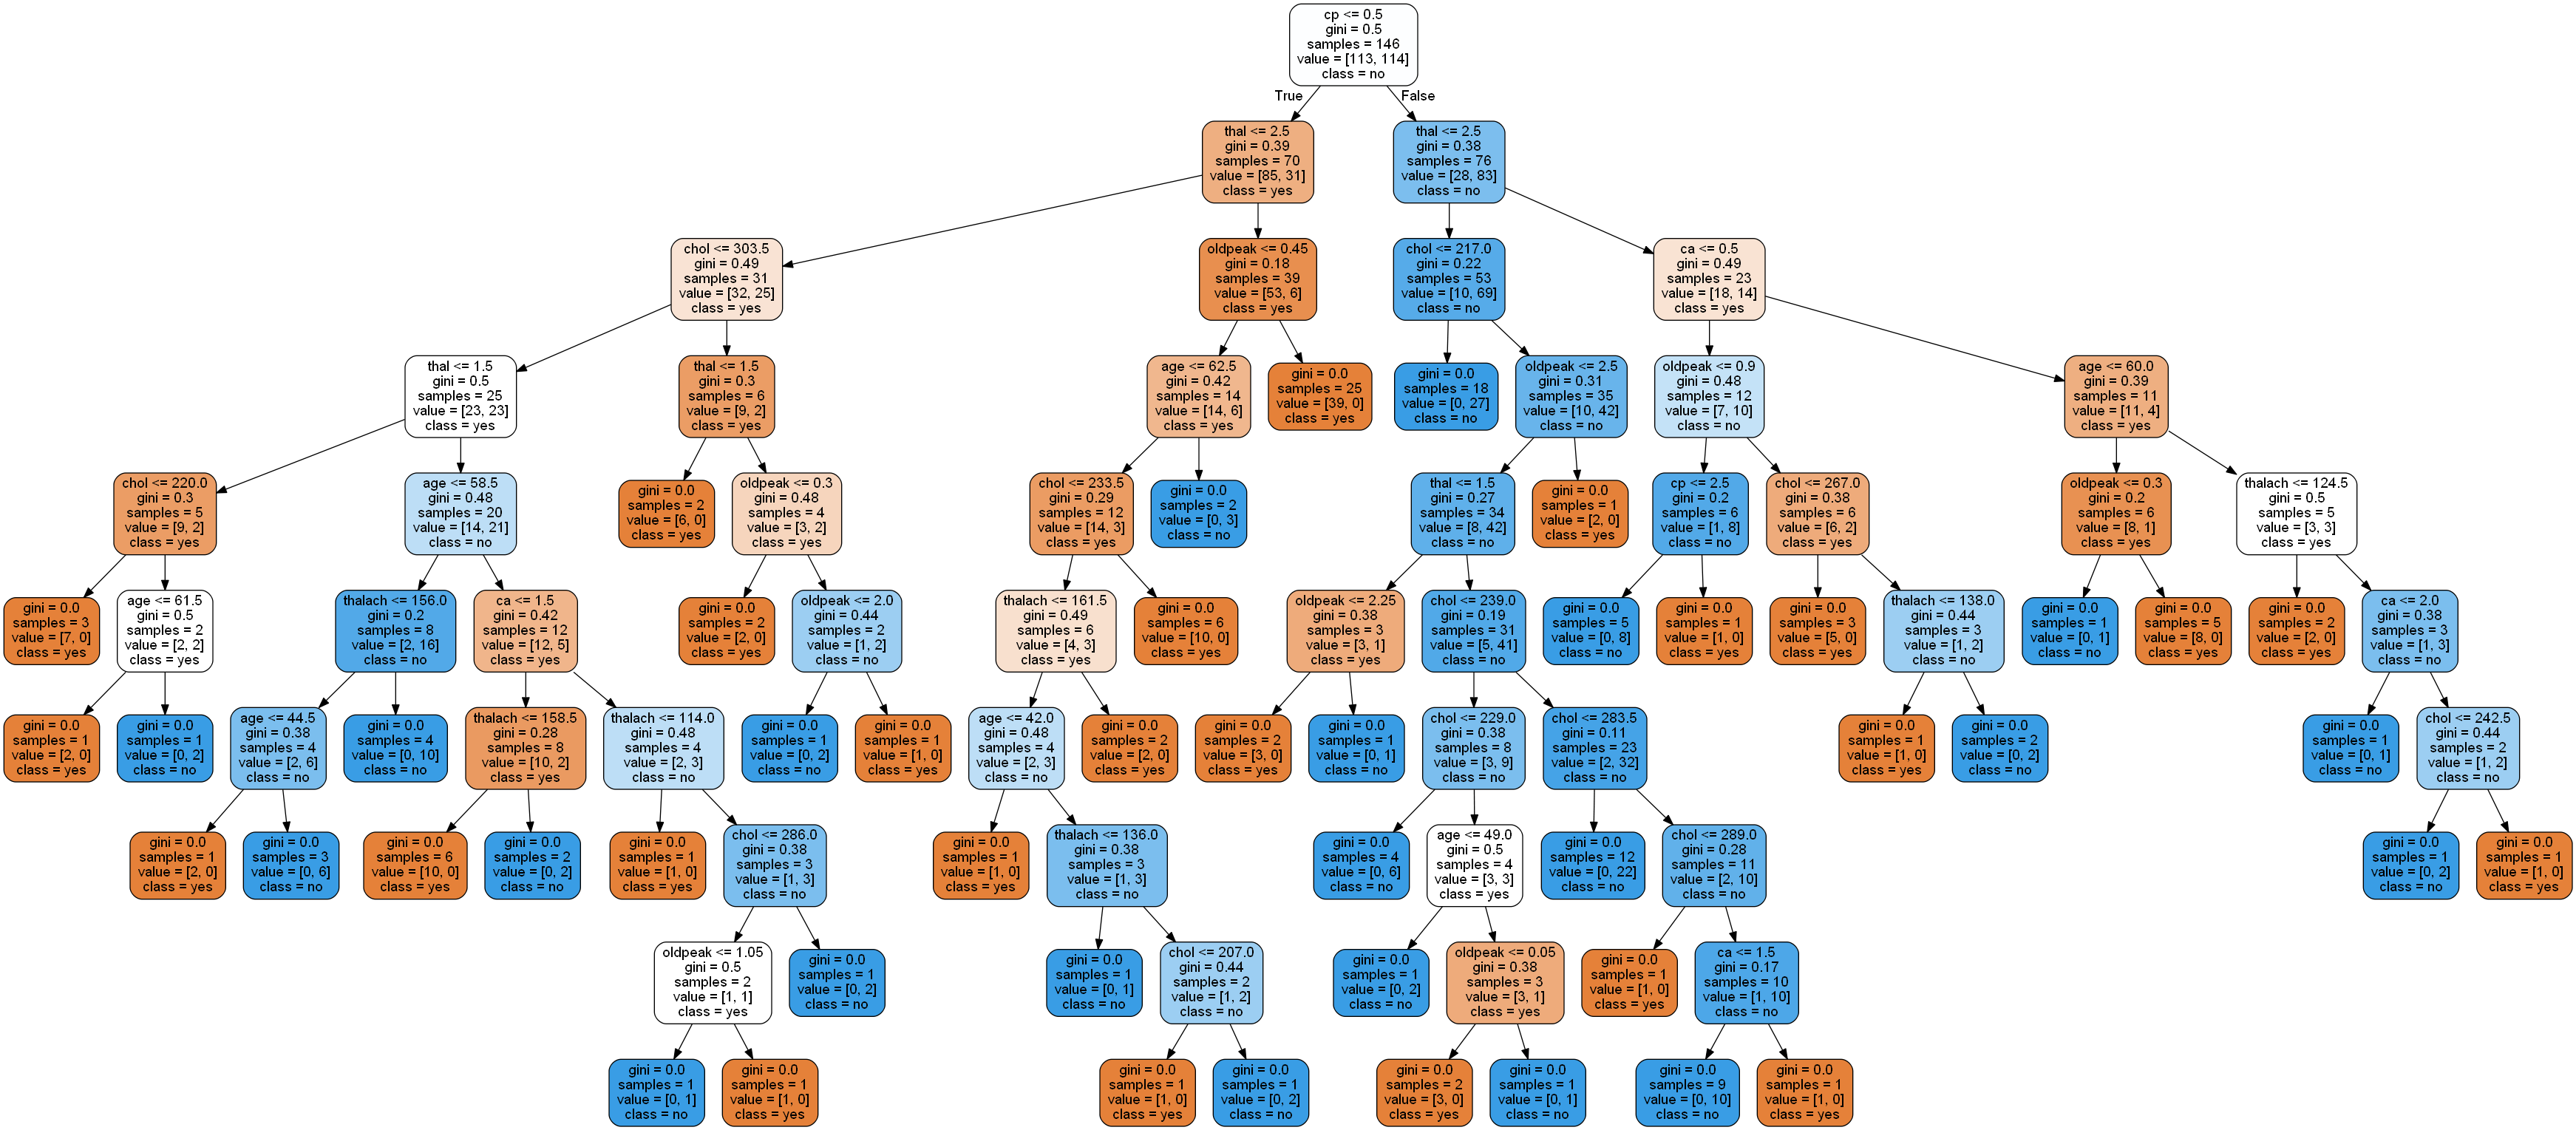 cp <= 0.5
gini = 0.5
samples = 146
value = [113, 114]
class = no
True
False
thal <= 2.5
gini = 0.39
samples = 70
value = [85, 31]
class = yes
thal <= 2.5
gini = 0.38
samples = 76
value = [28, 83]
class = no
chol <= 303.5
gini = 0.49
samples = 31
value = [32, 25]
class = yes
oldpeak <= 0.45
gini = 0.18
samples = 39
value = [53, 6]
class = yes
chol <= 217.0
gini = 0.22
samples = 53
value = [10, 69]
class = no
ca <= 0.5
gini = 0.49
samples = 23
value = [18, 14]
class = yes
thal <= 1.5
gini = 0.5
samples = 25
value = [23, 23]
class = yes
thal <= 1.5
gini = 0.3
samples = 6
value = [9, 2]
class = yes
age <= 62.5
gini = 0.42
samples = 14
value = [14, 6]
class = yes
gini = 0.0
samples = 25
value = [39, 0]
class = yes
gini = 0.0
samples = 18
value = [0, 27]
class = no
oldpeak <= 2.5
gini = 0.31
samples = 35
value = [10, 42]
class = no
oldpeak <= 0.9
gini = 0.48
samples = 12
value = [7, 10]
class = no
age <= 60.0
gini = 0.39
samples = 11
value = [11, 4]
class = yes
chol <= 220.0
gini = 0.3
samples = 5
value = [9, 2]
class = yes
age <= 58.5
gini = 0.48
samples = 20
value = [14, 21]
class = no
gini = 0.0
samples = 2
value = [6, 0]
class = yes
oldpeak <= 0.3
gini = 0.48
samples = 4
value = [3, 2]
class = yes
chol <= 233.5
gini = 0.29
samples = 12
value = [14, 3]
class = yes
gini = 0.0
samples = 2
value = [0, 3]
class = no
thal <= 1.5
gini = 0.27
samples = 34
value = [8, 42]
class = no
gini = 0.0
samples = 1
value = [2, 0]
class = yes
cp <= 2.5
gini = 0.2
samples = 6
value = [1, 8]
class = no
chol <= 267.0
gini = 0.38
samples = 6
value = [6, 2]
class = yes
oldpeak <= 0.3
gini = 0.2
samples = 6
value = [8, 1]
class = yes
thalach <= 124.5
gini = 0.5
samples = 5
value = [3, 3]
class = yes
gini = 0.0
samples = 3
value = [7, 0]
class = yes
age <= 61.5
gini = 0.5
samples = 2
value = [2, 2]
class = yes
thalach <= 156.0
gini = 0.2
samples = 8
value = [2, 16]
class = no
ca <= 1.5
gini = 0.42
samples = 12
value = [12, 5]
class = yes
gini = 0.0
samples = 2
value = [2, 0]
class = yes
oldpeak <= 2.0
gini = 0.44
samples = 2
value = [1, 2]
class = no
thalach <= 161.5
gini = 0.49
samples = 6
value = [4, 3]
class = yes
gini = 0.0
samples = 6
value = [10, 0]
class = yes
oldpeak <= 2.25
gini = 0.38
samples = 3
value = [3, 1]
class = yes
chol <= 239.0
gini = 0.19
samples = 31
value = [5, 41]
class = no
gini = 0.0
samples = 5
value = [0, 8]
class = no
gini = 0.0
samples = 1
value = [1, 0]
class = yes
gini = 0.0
samples = 3
value = [5, 0]
class = yes
thalach <= 138.0
gini = 0.44
samples = 3
value = [1, 2]
class = no
gini = 0.0
samples = 1
value = [0, 1]
class = no
gini = 0.0
samples = 5
value = [8, 0]
class = yes
gini = 0.0
samples = 2
value = [2, 0]
class = yes
ca <= 2.0
gini = 0.38
samples = 3
value = [1, 3]
class = no
gini = 0.0
samples = 1
value = [2, 0]
class = yes
gini = 0.0
samples = 1
value = [0, 2]
class = no
age <= 44.5
gini = 0.38
samples = 4
value = [2, 6]
class = no
gini = 0.0
samples = 4
value = [0, 10]
class = no
thalach <= 158.5
gini = 0.28
samples = 8
value = [10, 2]
class = yes
thalach <= 114.0
gini = 0.48
samples = 4
value = [2, 3]
class = no
gini = 0.0
samples = 1
value = [0, 2]
class = no
gini = 0.0
samples = 1
value = [1, 0]
class = yes
age <= 42.0
gini = 0.48
samples = 4
value = [2, 3]
class = no
gini = 0.0
samples = 2
value = [2, 0]
class = yes
gini = 0.0
samples = 2
value = [3, 0]
class = yes
gini = 0.0
samples = 1
value = [0, 1]
class = no
chol <= 229.0
gini = 0.38
samples = 8
value = [3, 9]
class = no
chol <= 283.5
gini = 0.11
samples = 23
value = [2, 32]
class = no
gini = 0.0
samples = 1
value = [1, 0]
class = yes
gini = 0.0
samples = 2
value = [0, 2]
class = no
gini = 0.0
samples = 1
value = [0, 1]
class = no
chol <= 242.5
gini = 0.44
samples = 2
value = [1, 2]
class = no
gini = 0.0
samples = 1
value = [2, 0]
class = yes
gini = 0.0
samples = 3
value = [0, 6]
class = no
gini = 0.0
samples = 6
value = [10, 0]
class = yes
gini = 0.0
samples = 2
value = [0, 2]
class = no
gini = 0.0
samples = 1
value = [1, 0]
class = yes
chol <= 286.0
gini = 0.38
samples = 3
value = [1, 3]
class = no
gini = 0.0
samples = 1
value = [1, 0]
class = yes
thalach <= 136.0
gini = 0.38
samples = 3
value = [1, 3]
class = no
gini = 0.0
samples = 4
value = [0, 6]
class = no
age <= 49.0
gini = 0.5
samples = 4
value = [3, 3]
class = yes
gini = 0.0
samples = 12
value = [0, 22]
class = no
chol <= 289.0
gini = 0.28
samples = 11
value = [2, 10]
class = no
gini = 0.0
samples = 1
value = [0, 2]
class = no
gini = 0.0
samples = 1
value = [1, 0]
class = yes
oldpeak <= 1.05
gini = 0.5
samples = 2
value = [1, 1]
class = yes
gini = 0.0
samples = 1
value = [0, 2]
class = no
gini = 0.0
samples = 1
value = [0, 1]
class = no
chol <= 207.0
gini = 0.44
samples = 2
value = [1, 2]
class = no
gini = 0.0
samples = 1
value = [0, 2]
class = no
oldpeak <= 0.05
gini = 0.38
samples = 3
value = [3, 1]
class = yes
gini = 0.0
samples = 1
value = [1, 0]
class = yes
ca <= 1.5
gini = 0.17
samples = 10
value = [1, 10]
class = no
gini = 0.0
samples = 1
value = [0, 1]
class = no
gini = 0.0
samples = 1
value = [1, 0]
class = yes
gini = 0.0
samples = 1
value = [1, 0]
class = yes
gini = 0.0
samples = 1
value = [0, 2]
class = no
gini = 0.0
samples = 2
value = [3, 0]
class = yes
gini = 0.0
samples = 1
value = [0, 1]
class = no
gini = 0.0
samples = 9
value = [0, 10]
class = no
gini = 0.0
samples = 1
value = [1, 0]
class = yes